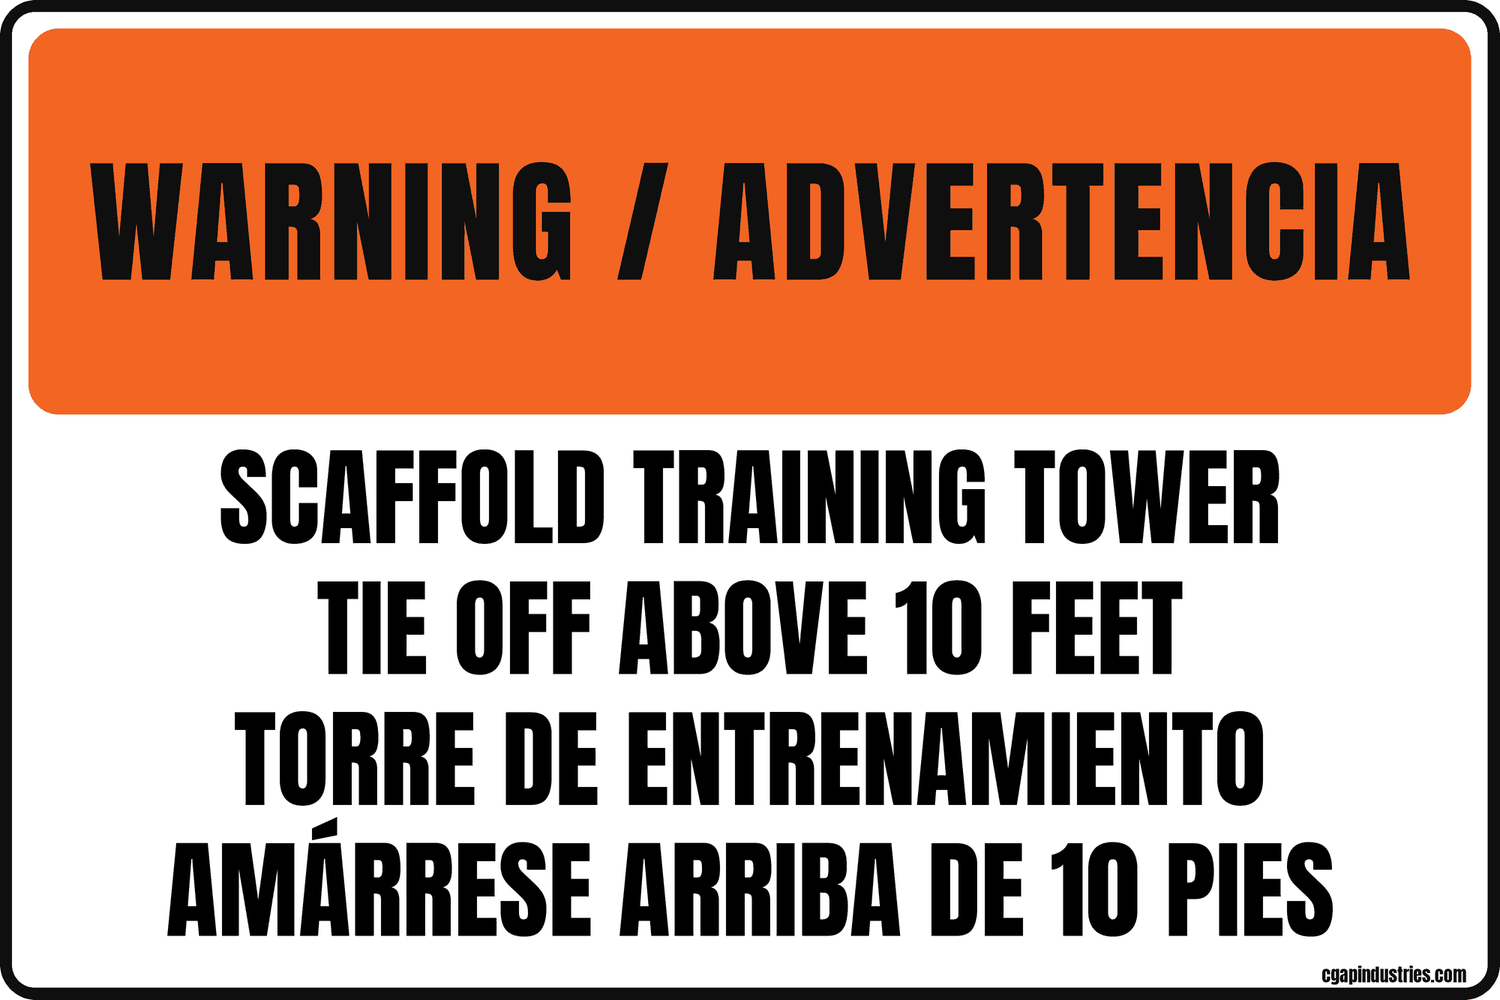 WARNING / ADVERTENCIA
SCAFFOLD TRAINING TOWER
TIE OFF ABOVE 10 FEET
TORRE DE ENTRENAMIENTO
AMÁRRESE ARRIBA DE 10 PIES
cgapindustries.com